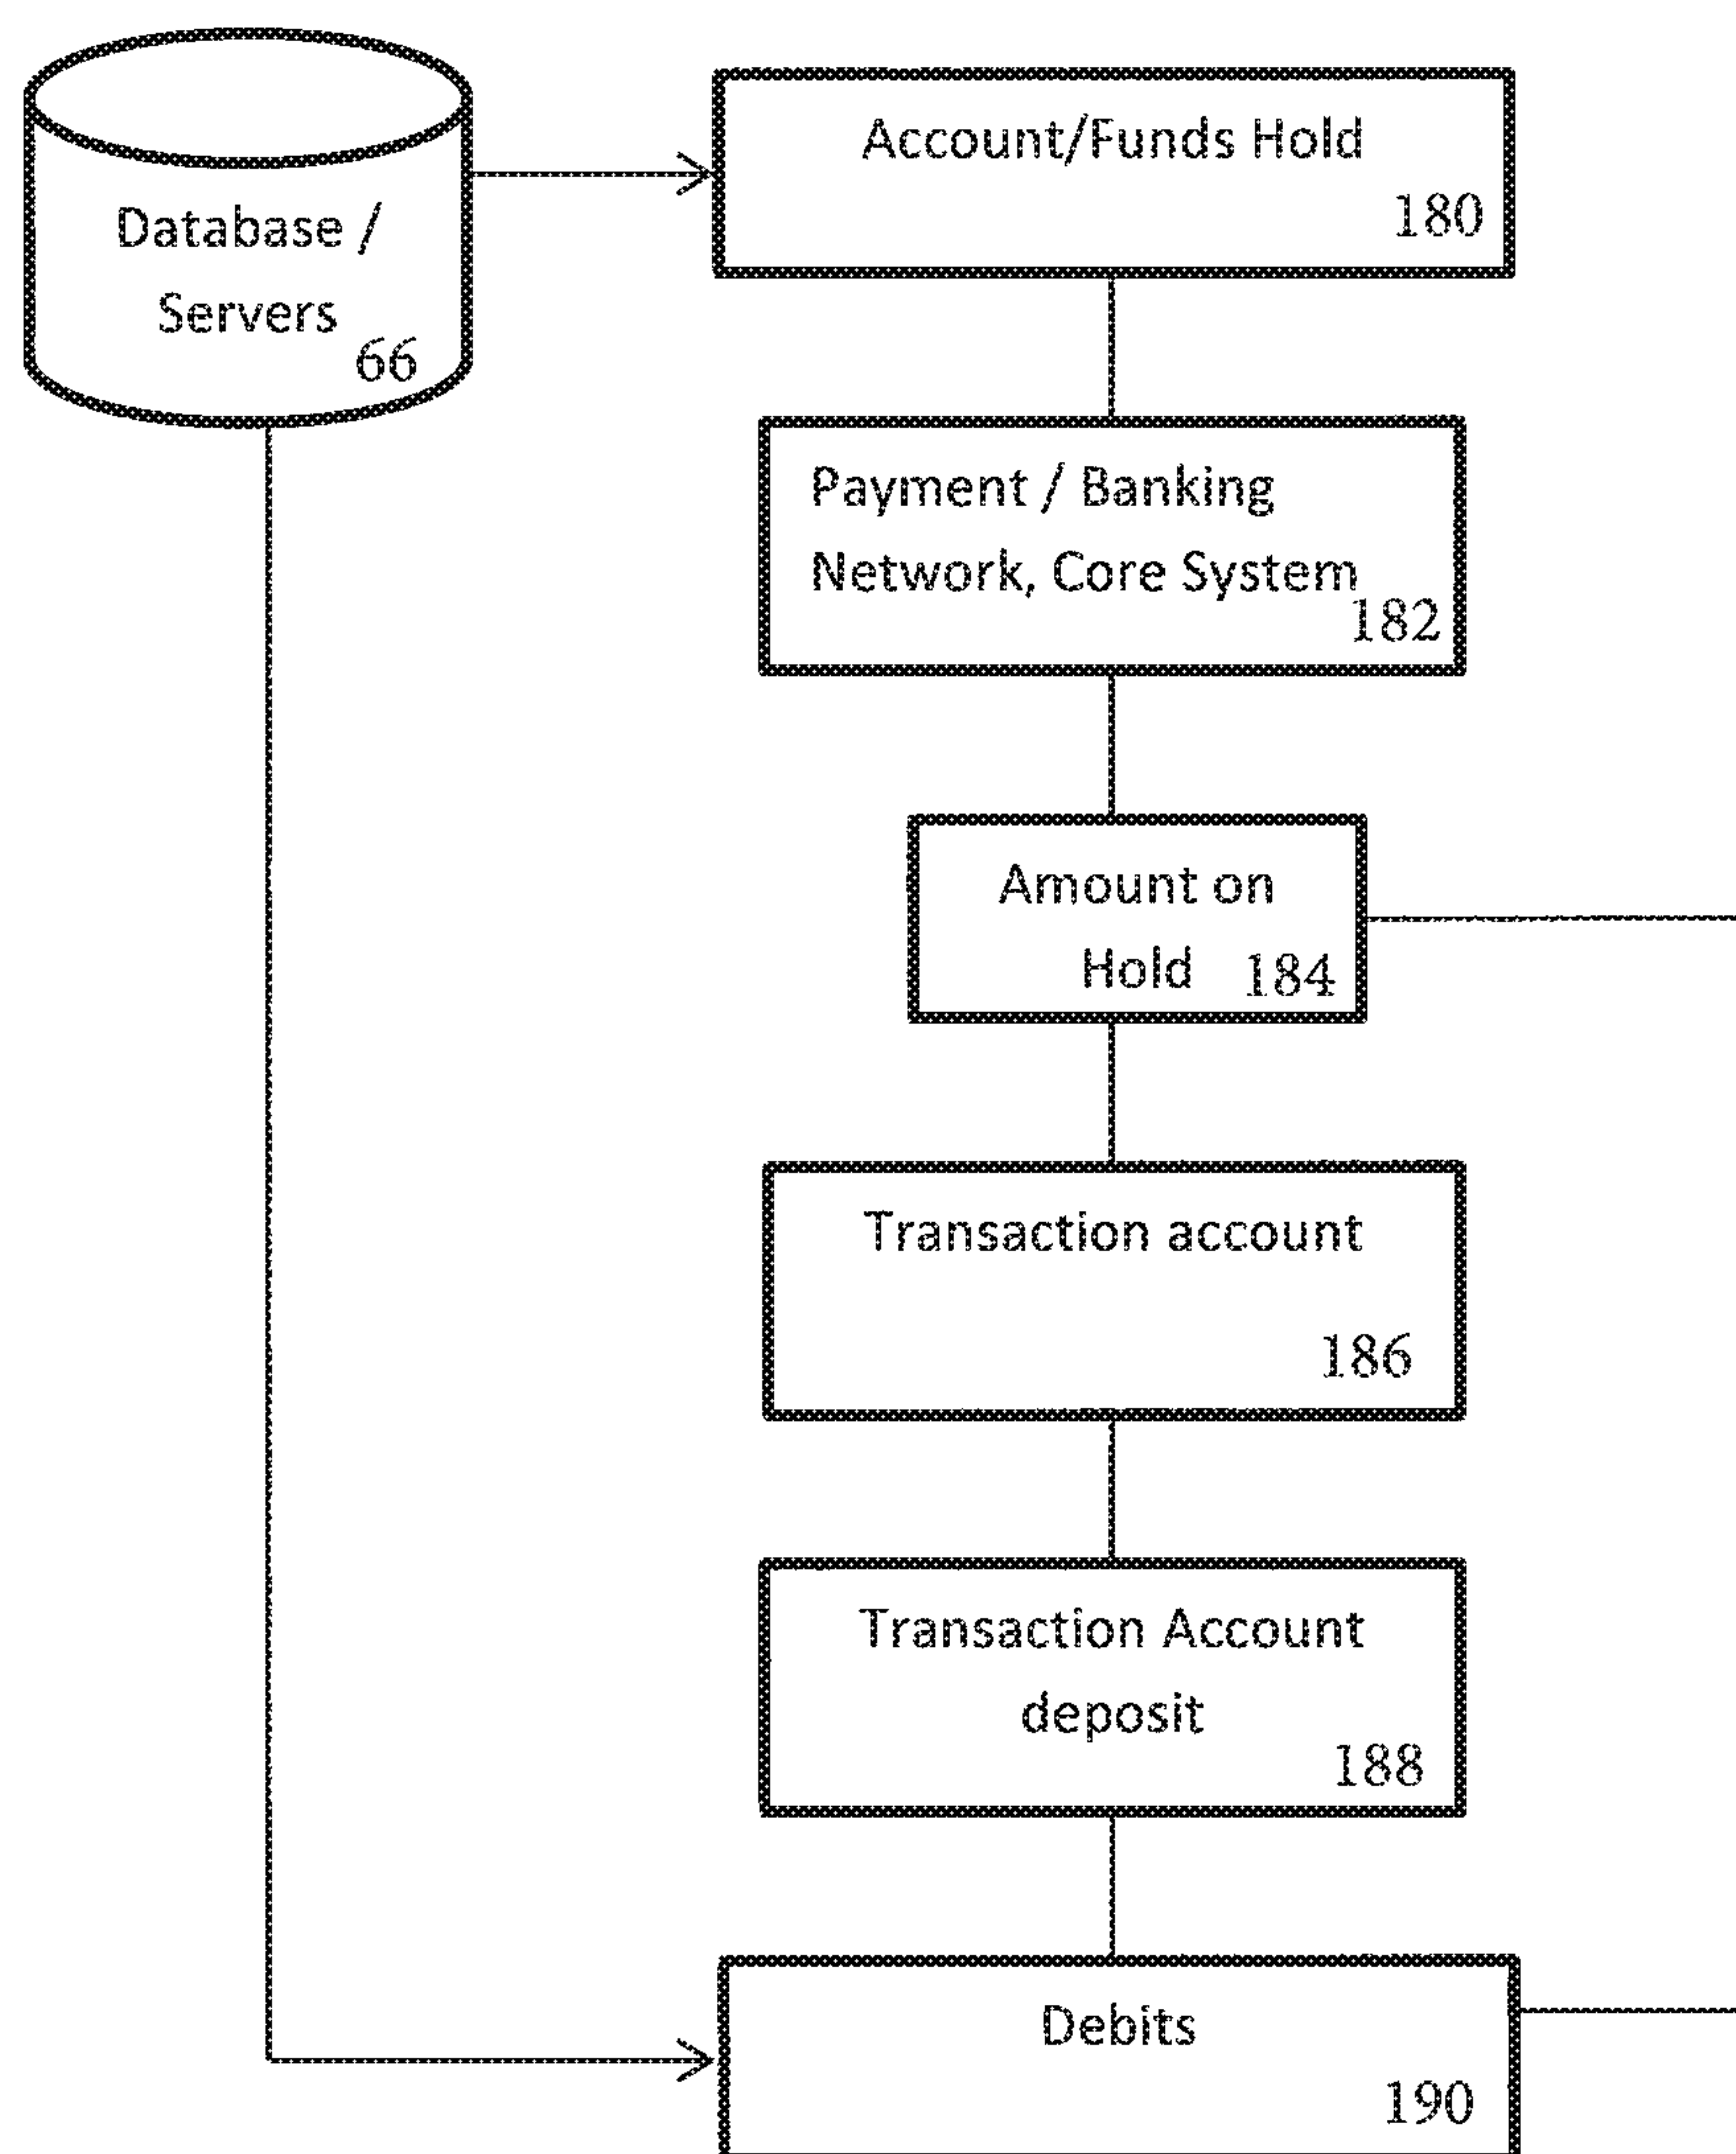 Database /
Servers
66
Account/Funds Hold
180
Payment / Banking
Network, Core System
182
Amount on
Hold 184
Transaction account
186
Transaction Account
deposit
188
Debits
190